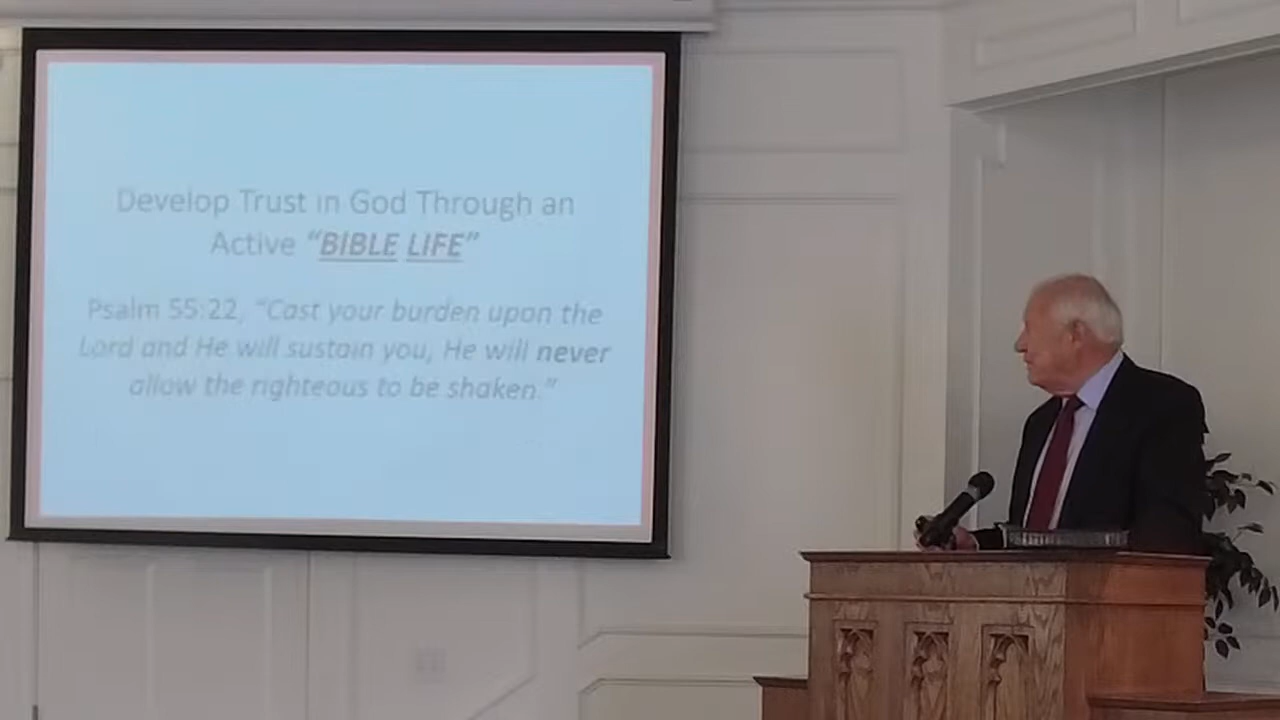 Develop Trust in God Through an
Active “BIBLE LIFE”
Psalm 55:22, “Cast your burden upon the
Lord and He will sustain you, He will never
allow the righteous to be shaken.”